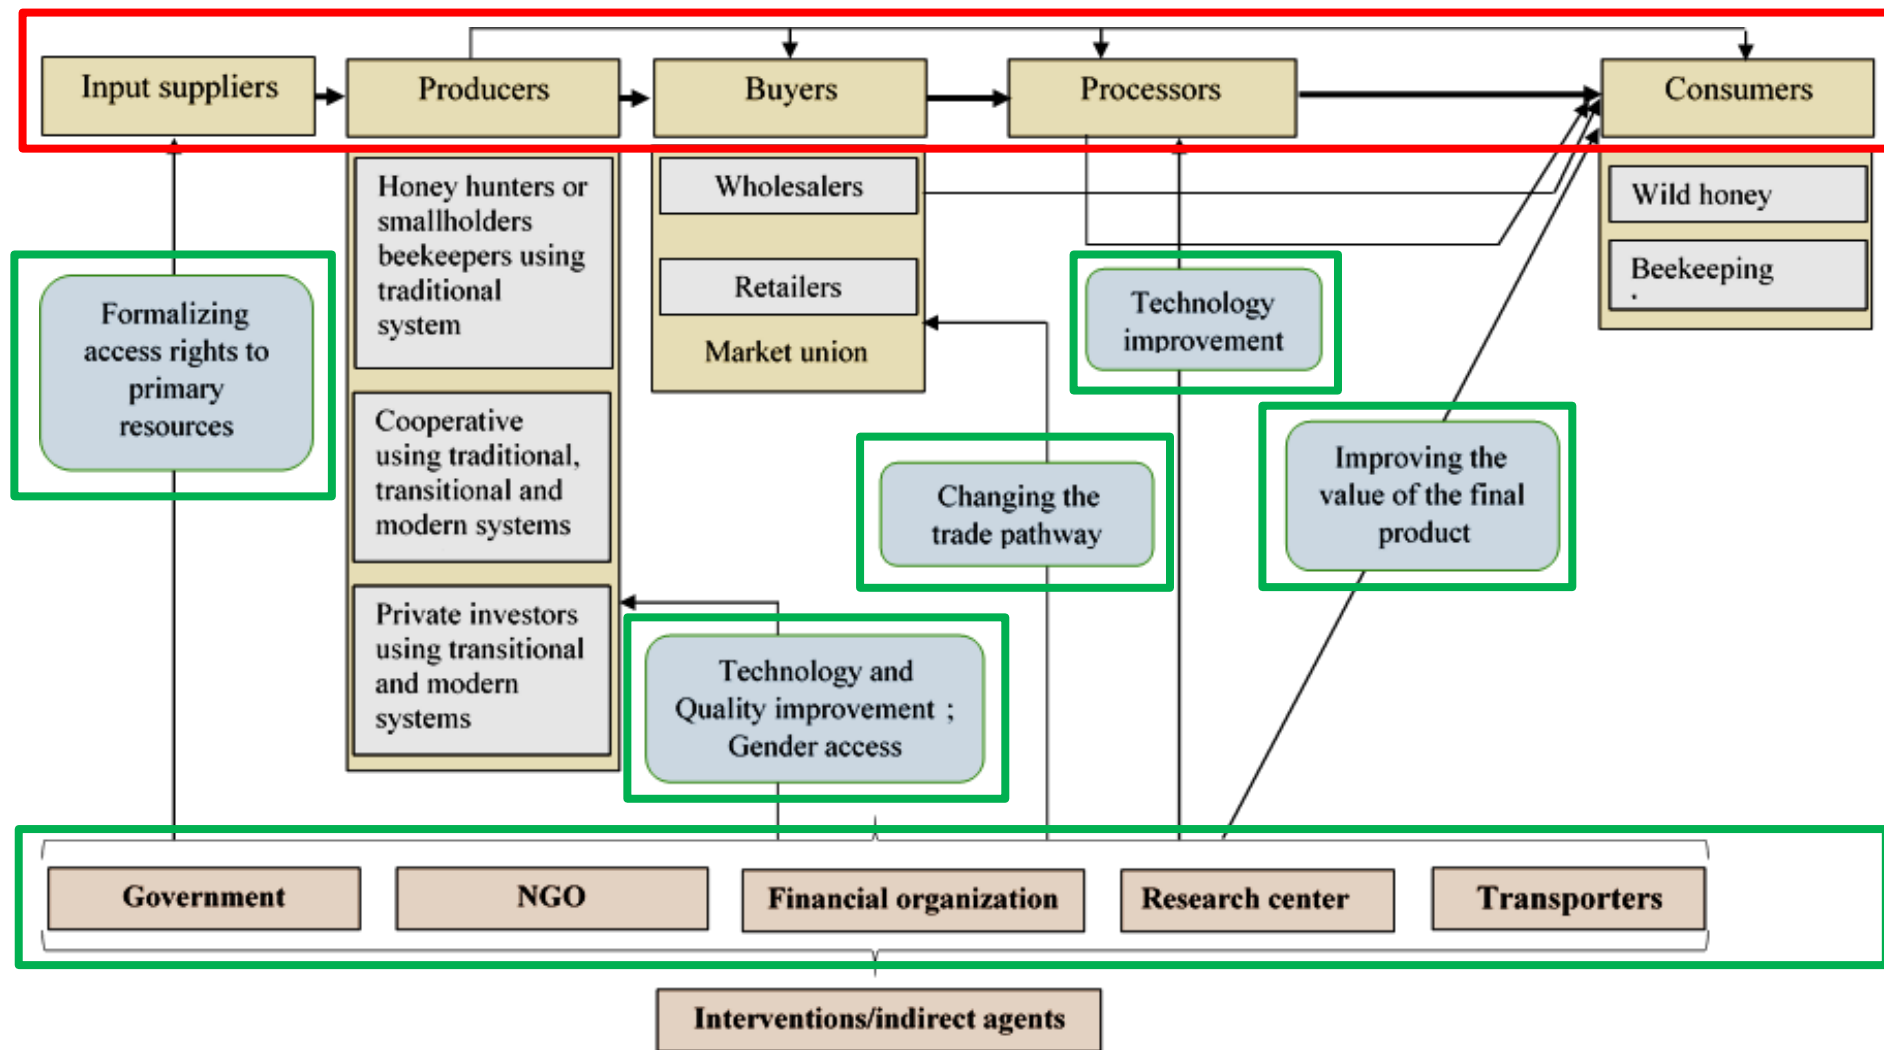 Input suppliers
Producers
Buyers
Processors
Consumers
Honey hunters or
smallholders
beekeepers using
traditional
system
Cooperative
using traditional,
transitional and
modern systems
Private investors
using transitional
and modern
systems
Wholesalers
Retailers
Market union
Wild honey
Beekeeping
Formalizing
access rights to
primary
resources
Technology and
Quality improvement ;
Gender access
Changing the
trade pathway
Technology
improvement
Improving the
value of the final
product
Government
NGO
Financial organization
Research center
Transporters
Interventions/indirect agents